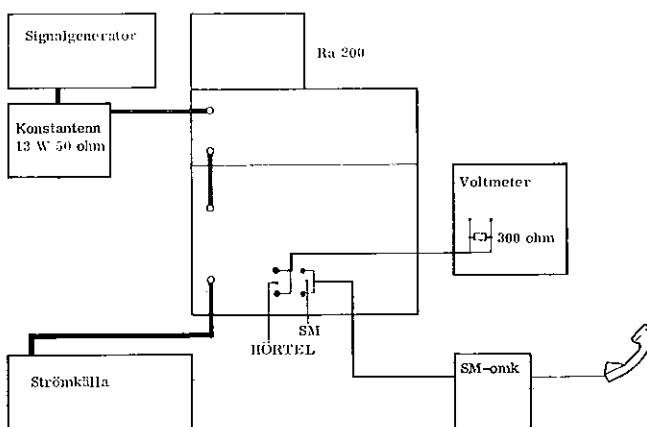 Signalgenerator
Ra 200
Konstantenn
13 W 50 ohm
Voltmeter
300 ohm
SM
HÖRTEL
Strömkälla
SM-omk